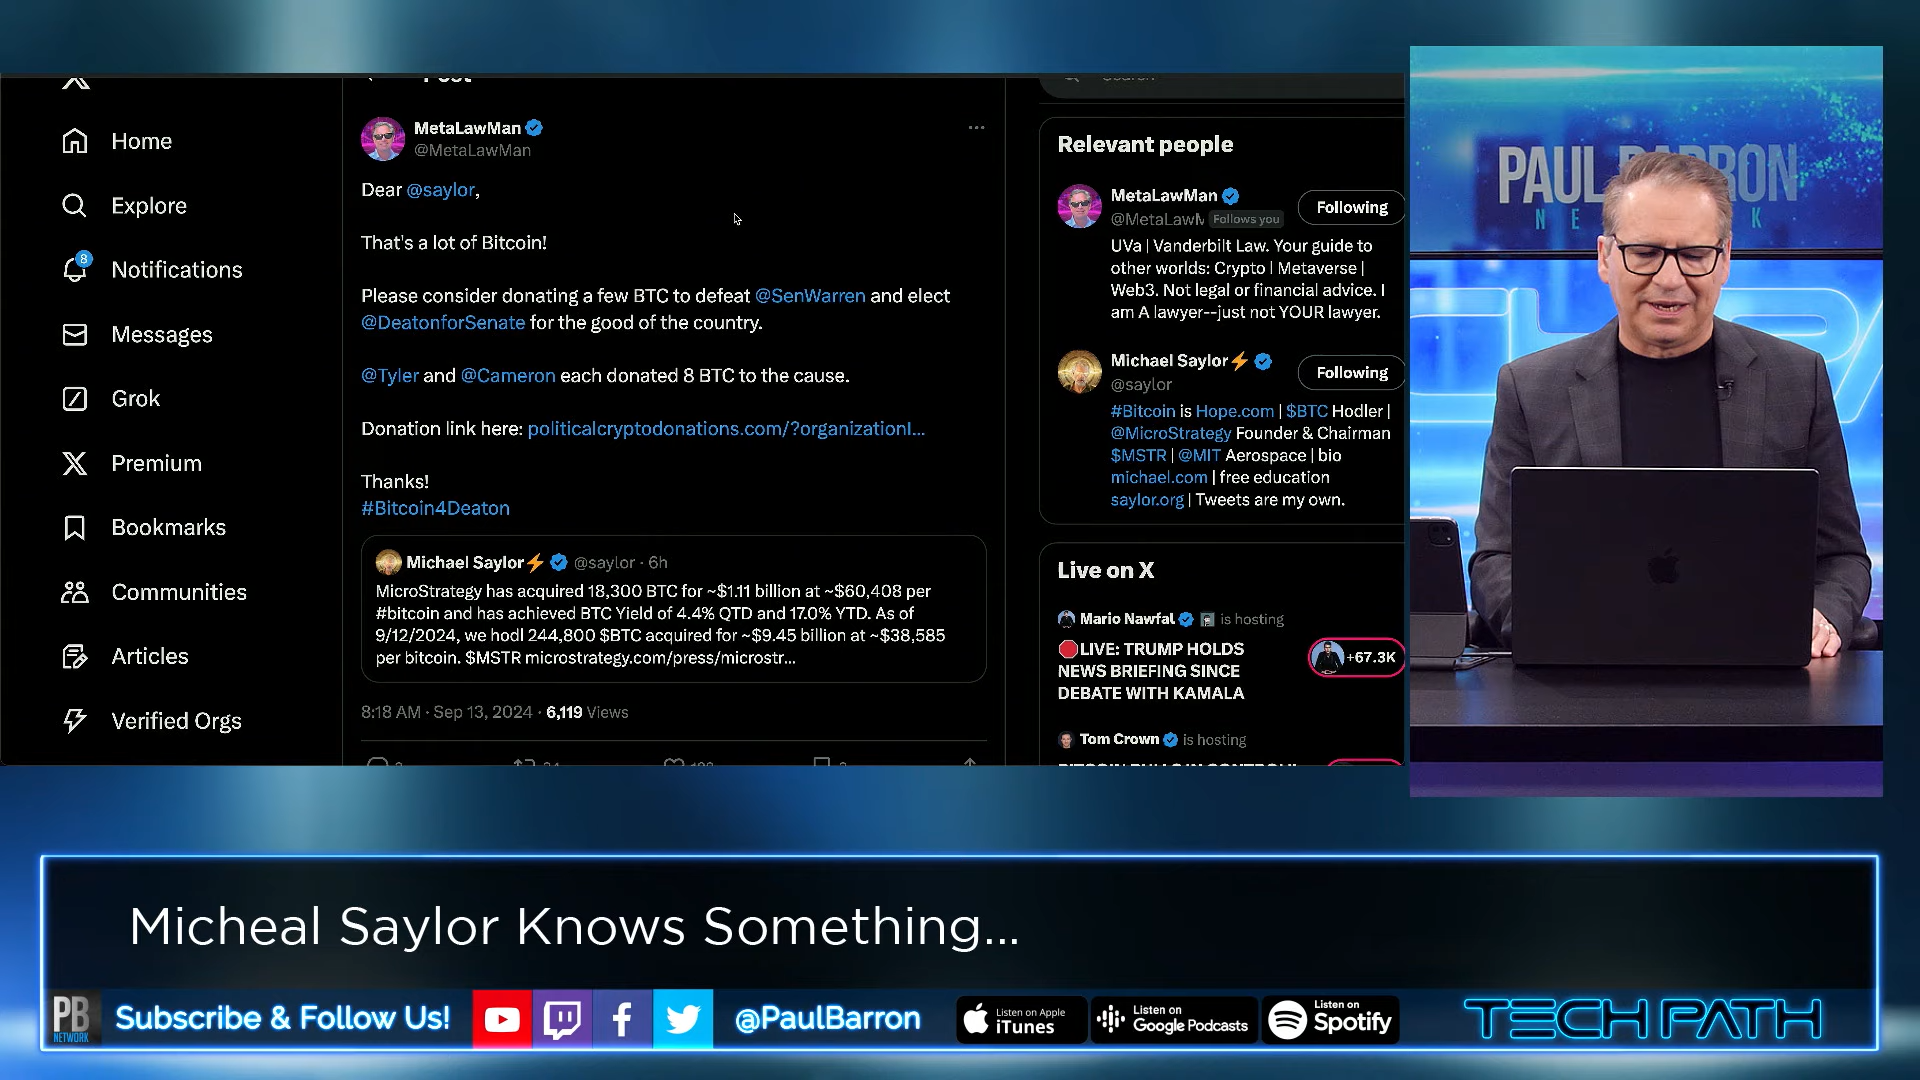 Post
Search
Home
Explore
8
Notifications
Messages
Grok
Premium
Bookmarks
Communities
Articles
Verified Orgs
MetaLawMan
@MetaLawMan
Dear @saylor,
That's a lot of Bitcoin!
Please consider donating a few BTC to defeat @SenWarren and elect
@DeatonforSenate for the good of the country.
@Tyler and @Cameron each donated 8 BTC to the cause.
Donation link here: politicalcryptodonations.com/?organizationI...
Thanks!
#Bitcoin4Deaton
Michael Saylor⚡ @saylor · 6h
MicroStrategy has acquired 18,300 BTC for ~$1.11 billion at ~$60,408 per
#bitcoin and has achieved BTC Yield of 4.4% QTD and 17.0% YTD. As of
9/12/2024, we hodl 244,800 $BTC acquired for ~$9.45 billion at ~$38,585
per bitcoin. $MSTR microstrategy.com/press/microstr...
8:18 AM · Sep 13, 2024 · 6,119 Views
Relevant people
MetaLawMan
Following
@MetaLawM Follows you
UVa | Vanderbilt Law. Your guide to
other worlds: Crypto | Metaverse |
Web3. Not legal or financial advice. I
am A lawyer--just not YOUR lawyer.
Michael Saylor⚡
Following
@saylor
#Bitcoin is Hope.com | $BTC Hodler |
@MicroStrategy Founder & Chairman
$MSTR | @MIT Aerospace | bio
michael.com | free education
saylor.org | Tweets are my own.
Live on X
Mario Nawfal is hosting
LIVE: TRUMP HOLDS
NEWS BRIEFING SINCE
DEBATE WITH KAMALA
+67.3K
Tom Crown is hosting
PAUL BARRON
NETWORK
Micheal Saylor Knows Something...
PB
NETWORK
Subscribe & Follow Us!
@PaulBarron
Listen on Apple
iTunes
Listen on
Google Podcasts
Listen on
Spotify
TECH PATH